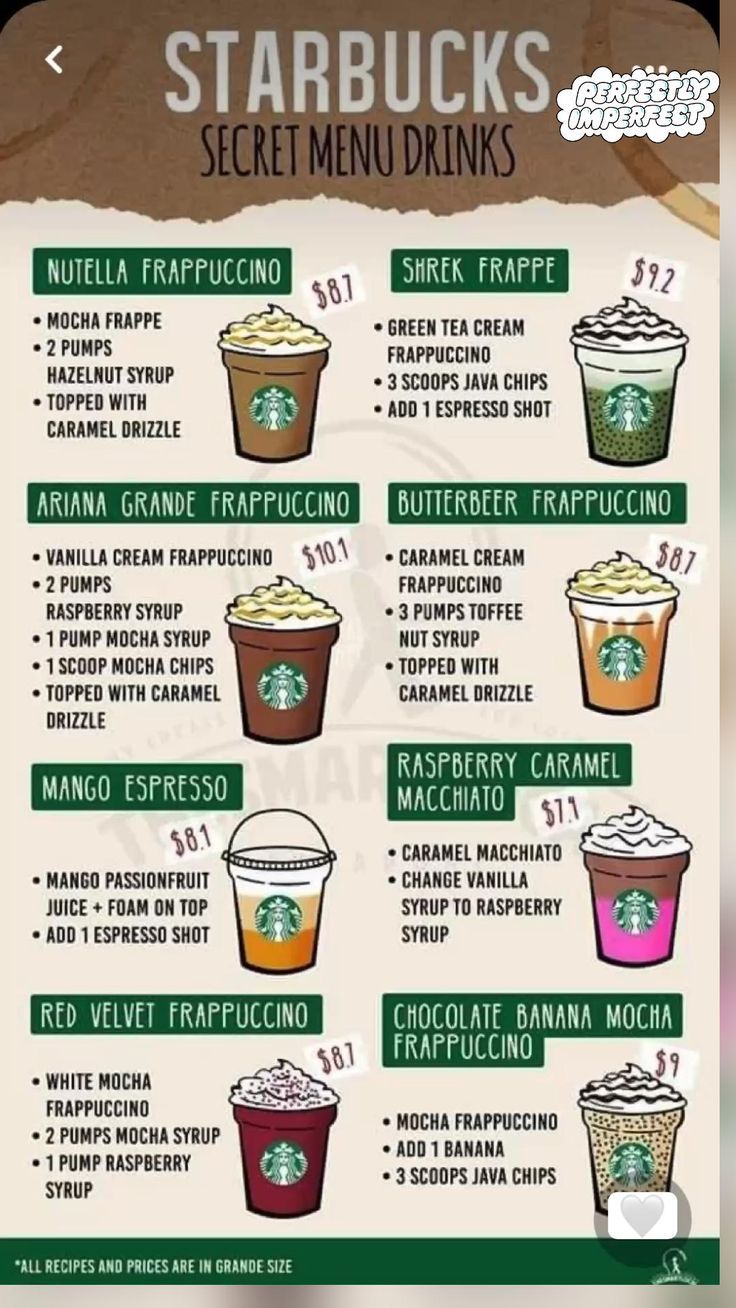 STARBUCKS
PERFECTLY
IMPERFECT
SECRET MENU DRINKS
NUTELLA FRAPPUCCINO
$8.7
• MOCHA FRAPPE
• 2 PUMPS
HAZELNUT SYRUP
• TOPPED WITH
CARAMEL DRIZZLE
SHREK FRAPPE
$9.2
• GREEN TEA CREAM
FRAPPUCCINO
• 3 SCOOPS JAVA CHIPS
• ADD 1 ESPRESSO SHOT
ARIANA GRANDE FRAPPUCCINO
$10.1
• VANILLA CREAM FRAPPUCCINO
• 2 PUMPS
RASPBERRY SYRUP
• 1 PUMP MOCHA SYRUP
• 1 SCOOP MOCHA CHIPS
• TOPPED WITH CARAMEL
DRIZZLE
BUTTERBEER FRAPPUCCINO
$8.7
• CARAMEL CREAM
FRAPPUCCINO
• 3 PUMPS TOFFEE
NUT SYRUP
• TOPPED WITH
CARAMEL DRIZZLE
MANGO ESPRESSO
$8.1
• MANGO PASSIONFRUIT
JUICE + FOAM ON TOP
• ADD 1 ESPRESSO SHOT
RASPBERRY CARAMEL
MACCHIATO
• CARAMEL MACCHIATO
• CHANGE VANILLA
SYRUP TO RASPBERRY
SYRUP
RED VELVET FRAPPUCCINO
$8.7
• WHITE MOCHA
FRAPPUCCINO
• 2 PUMPS MOCHA SYRUP
• 1 PUMP RASPBERRY
SYRUP
CHOCOLATE BANANA MOCHA
FRAPPUCCINO
$9
• MOCHA FRAPPUCCINO
• ADD 1 BANANA
• 3 SCOOPS JAVA CHIPS
*ALL RECIPES AND PRICES ARE IN GRANDE SIZE